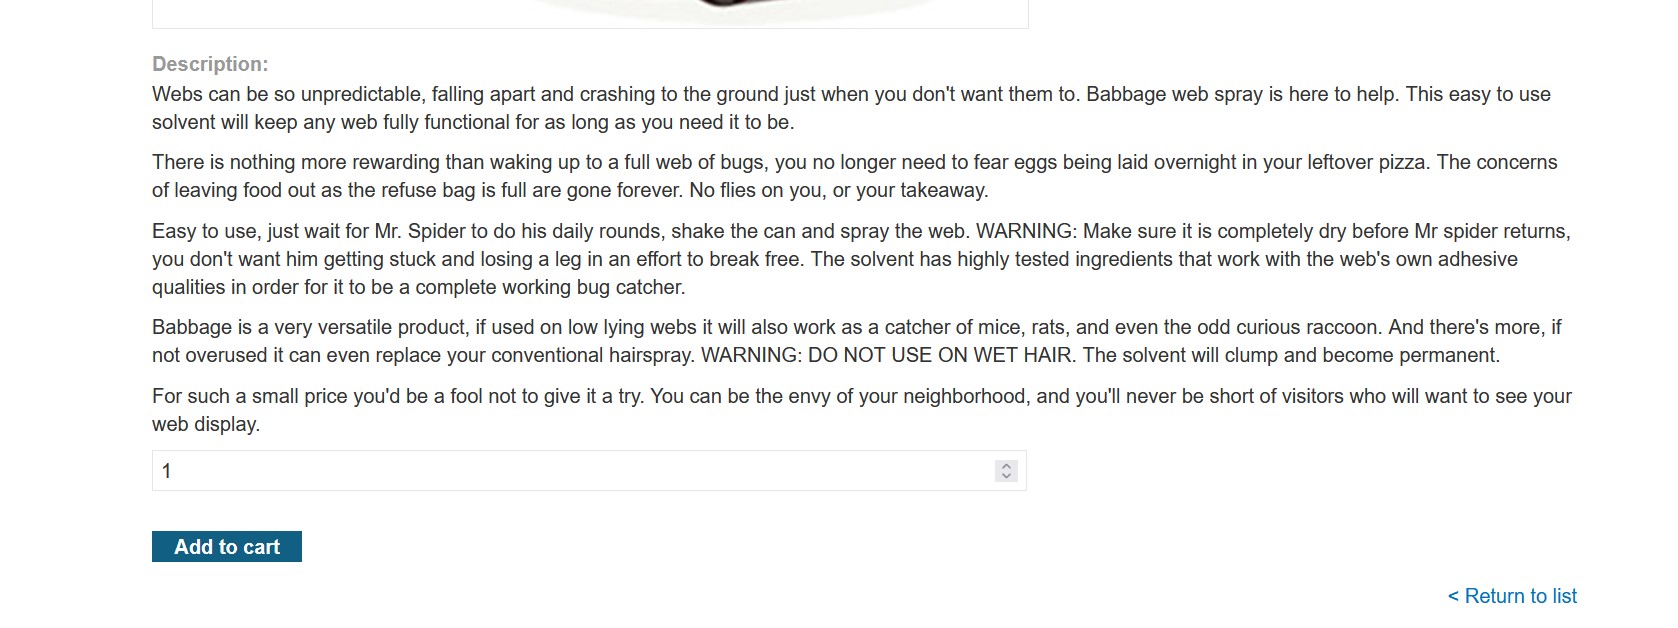 Description:
Webs can be so unpredictable, falling apart and crashing to the ground just when you don't want them to. Babbage web spray is here to help. This easy to use
solvent will keep any web fully functional for as long as you need it to be.
There is nothing more rewarding than waking up to a full web of bugs, you no longer need to fear eggs being laid overnight in your leftover pizza. The concerns
of leaving food out as the refuse bag is full are gone forever. No flies on you, or your takeaway.
Easy to use, just wait for Mr. Spider to do his daily rounds, shake the can and spray the web. WARNING: Make sure it is completely dry before Mr spider returns,
you don't want him getting stuck and losing a leg in an effort to break free. The solvent has highly tested ingredients that work with the web's own adhesive
qualities in order for it to be a complete working bug catcher.
Babbage is a very versatile product, if used on low lying webs it will also work as a catcher of mice, rats, and even the odd curious raccoon. And there's more, if
not overused it can even replace your conventional hairspray. WARNING: DO NOT USE ON WET HAIR. The solvent will clump and become permanent.
For such a small price you'd be a fool not to give it a try. You can be the envy of your neighborhood, and you'll never be short of visitors who will want to see your
web display.
1
Add to cart
< Return to list